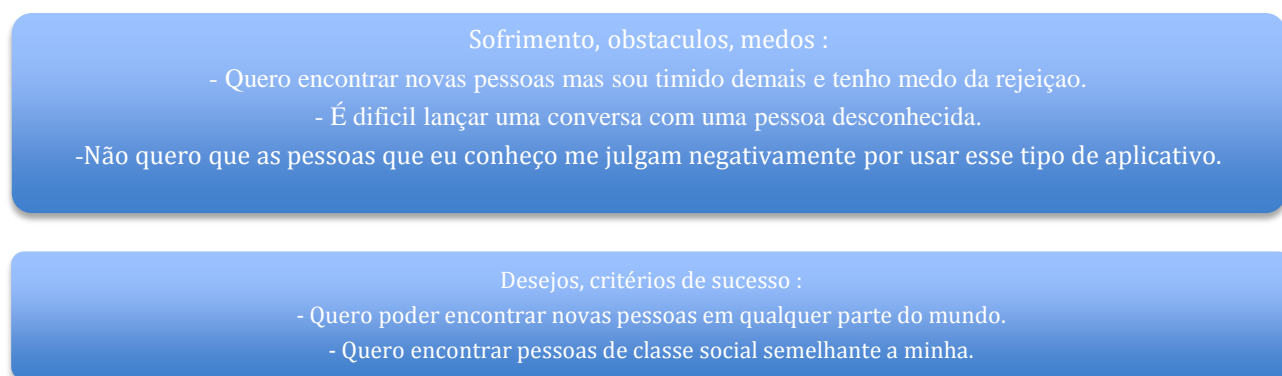 Sofrimento, obstaculos, medos :
- Quero encontrar novas pessoas mas sou timido demais e tenho medo da rejeiçao.
- É dificil lançar uma conversa com uma pessoa desconhecida.
-Não quero que as pessoas que eu conheço me julgam negativamente por usar esse tipo de aplicativo.
Desejos, critérios de sucesso :
- Quero poder encontrar novas pessoas em qualquer parte do mundo.
- Quero encontrar pessoas de classe social semelhante a minha.